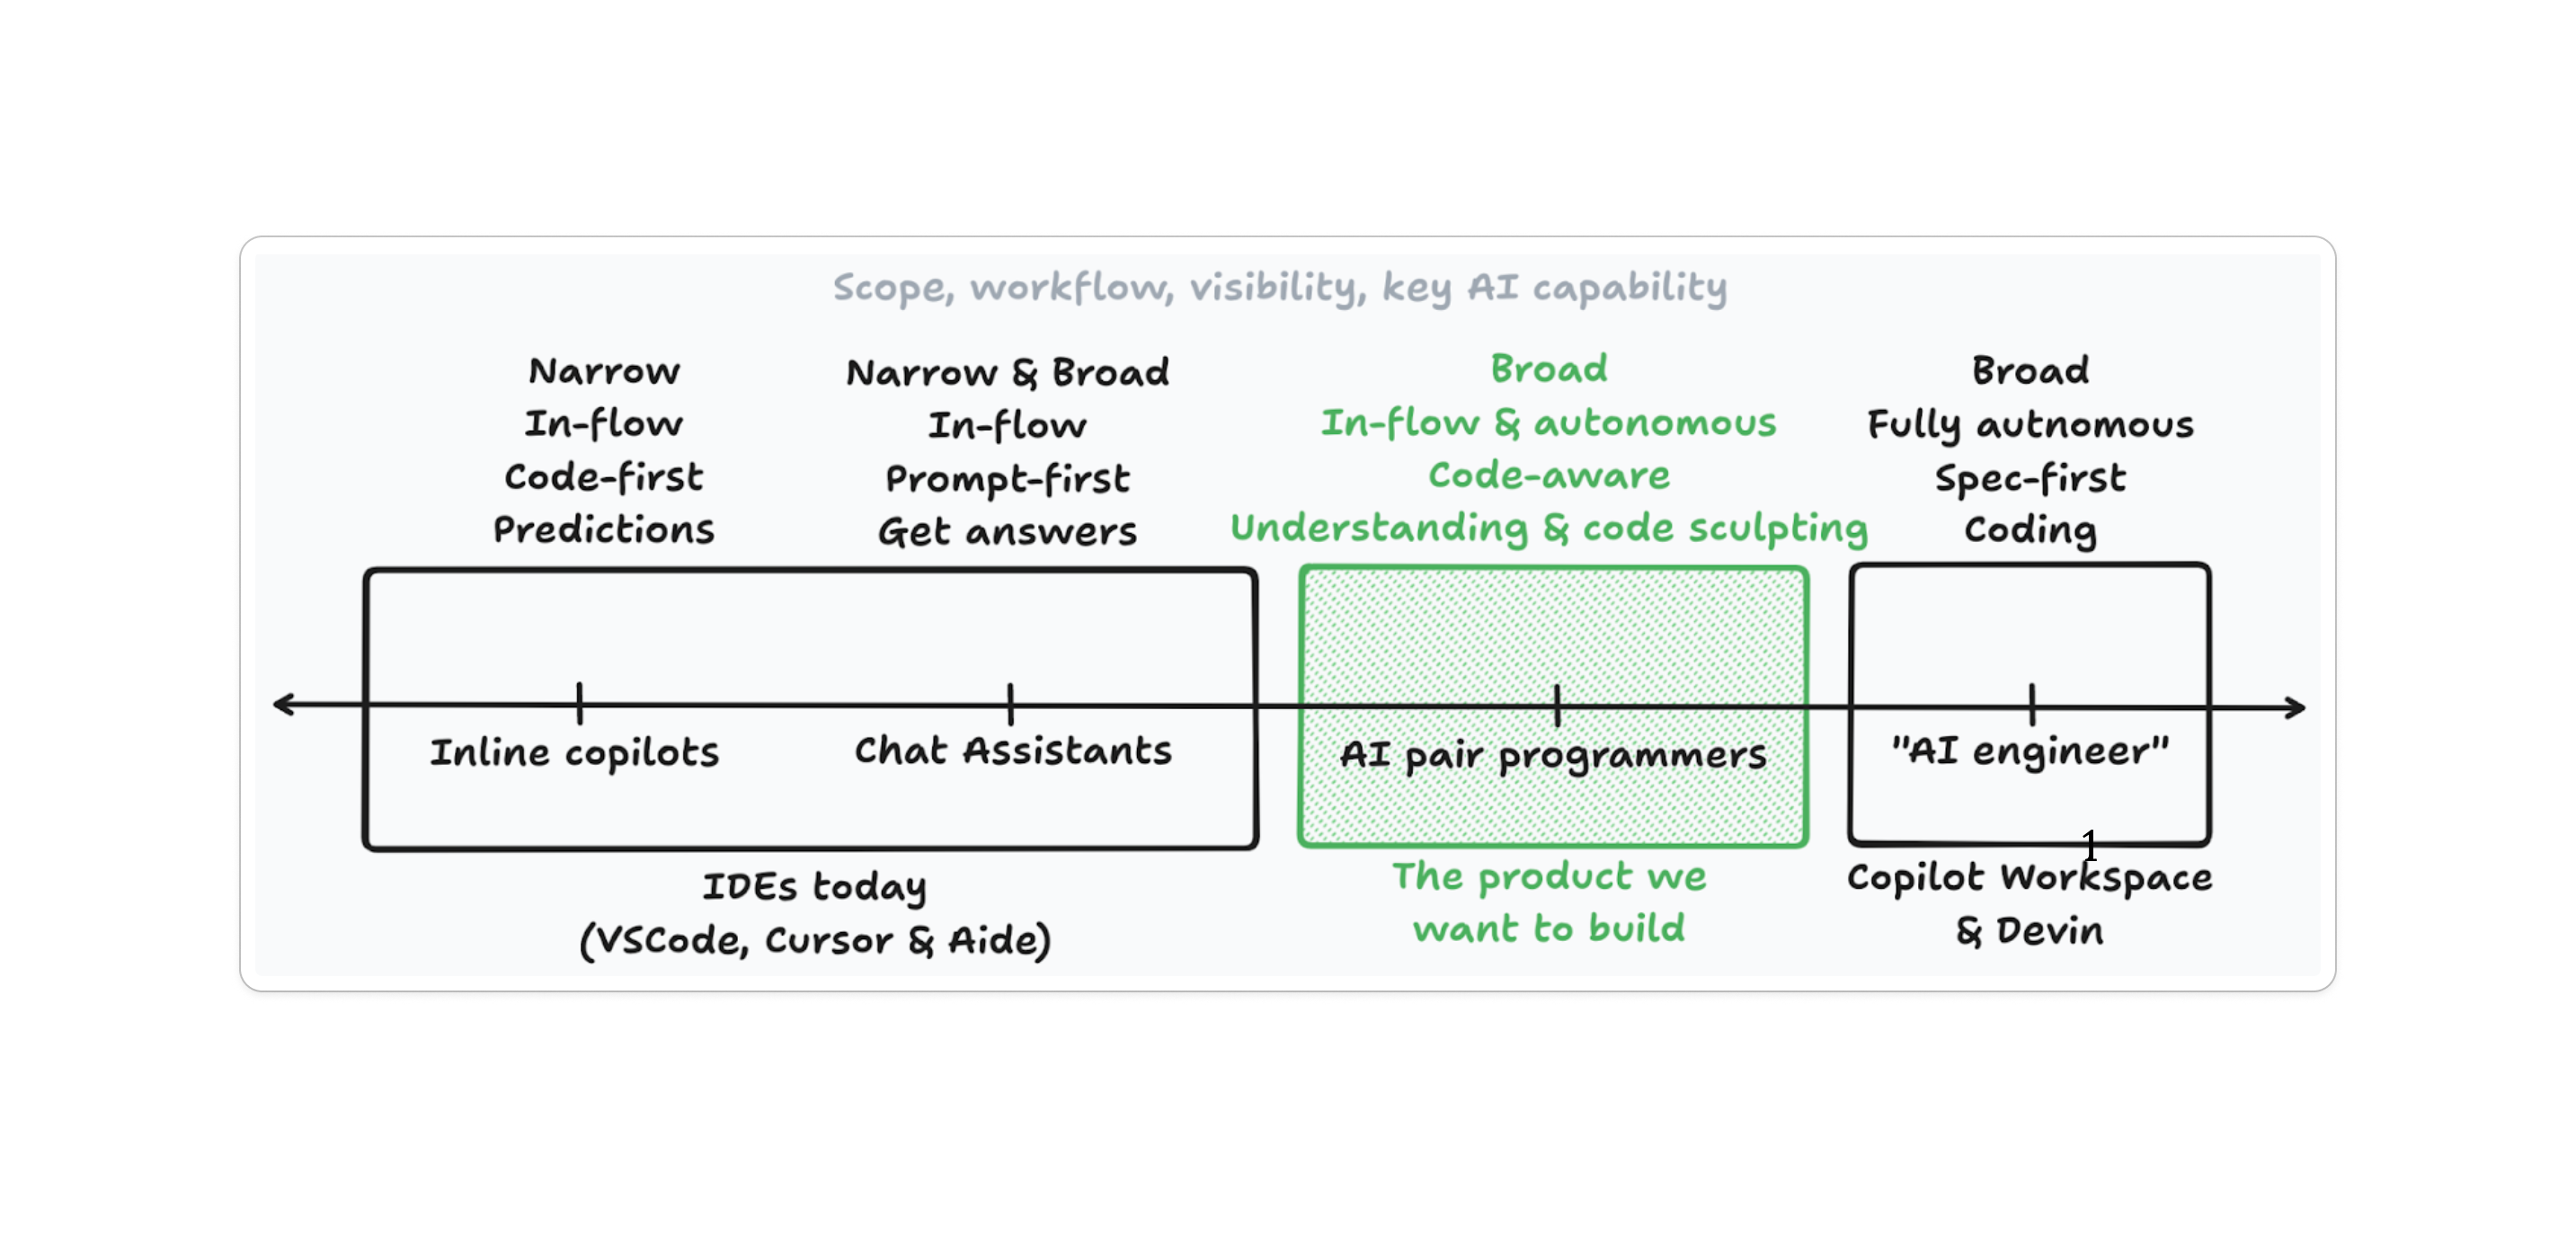 Scope, workflow, visibility, key AI capability
Narrow
In-flow
Code-first
Predictions
Narrow & Broad
In-flow
Prompt-first
Get answers
Broad
In-flow & autonomous
Code-aware
Understanding & code sculpting
Broad
Fully autnomous
Spec-first
Coding
Inline copilots
Chat Assistants
AI pair programmers
"AI engineer"
1
IDEs today
(VSCode, Cursor & Aide)
The product we
want to build
Copilot Workspace
& Devin